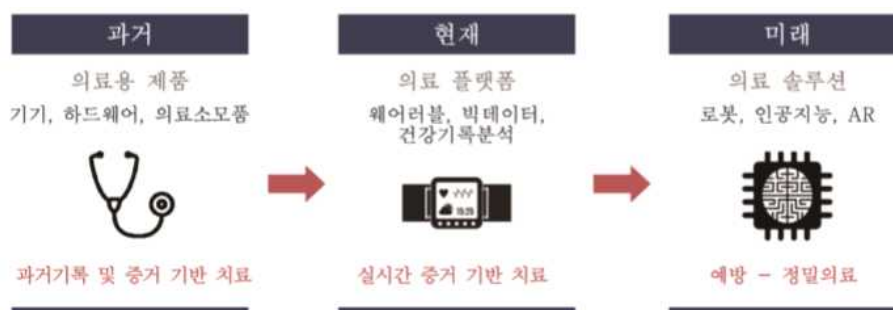 과거
의료용 제품
기기, 하드웨어, 의료소모품
과거기록 및 증거 기반 치료
현재
의료 플랫폼
웨어러블, 빅데이터,
건강기록분석
15:25
실시간 증거 기반 치료
미래
의료 솔루션
로봇, 인공지능, AR
예방 - 정밀의료